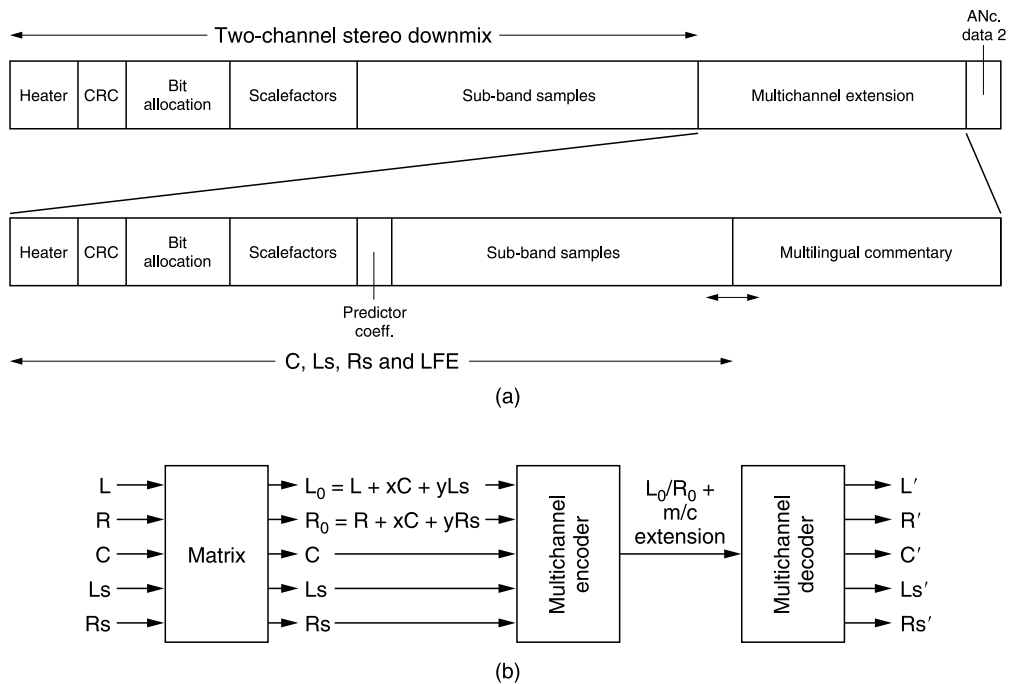 ANc.
data 2
Two-channel stereo downmix
Heater CRC Bit allocation Scalefactors Sub-band samples Multichannel extension
Heater CRC Bit allocation Scalefactors Sub-band samples Multilingual commentary
Predictor
coeff.
C, Ls, Rs and LFE
(a)
L
R
C
Ls
Rs
Matrix
L₀ = L + xC + yLs
R₀ = R + xC + yRs
C
Ls
Rs
Multichannel
encoder
L₀/R₀ +
m/c
extension
Multichannel
decoder
L′
R′
C′
Ls′
Rs′
(b)